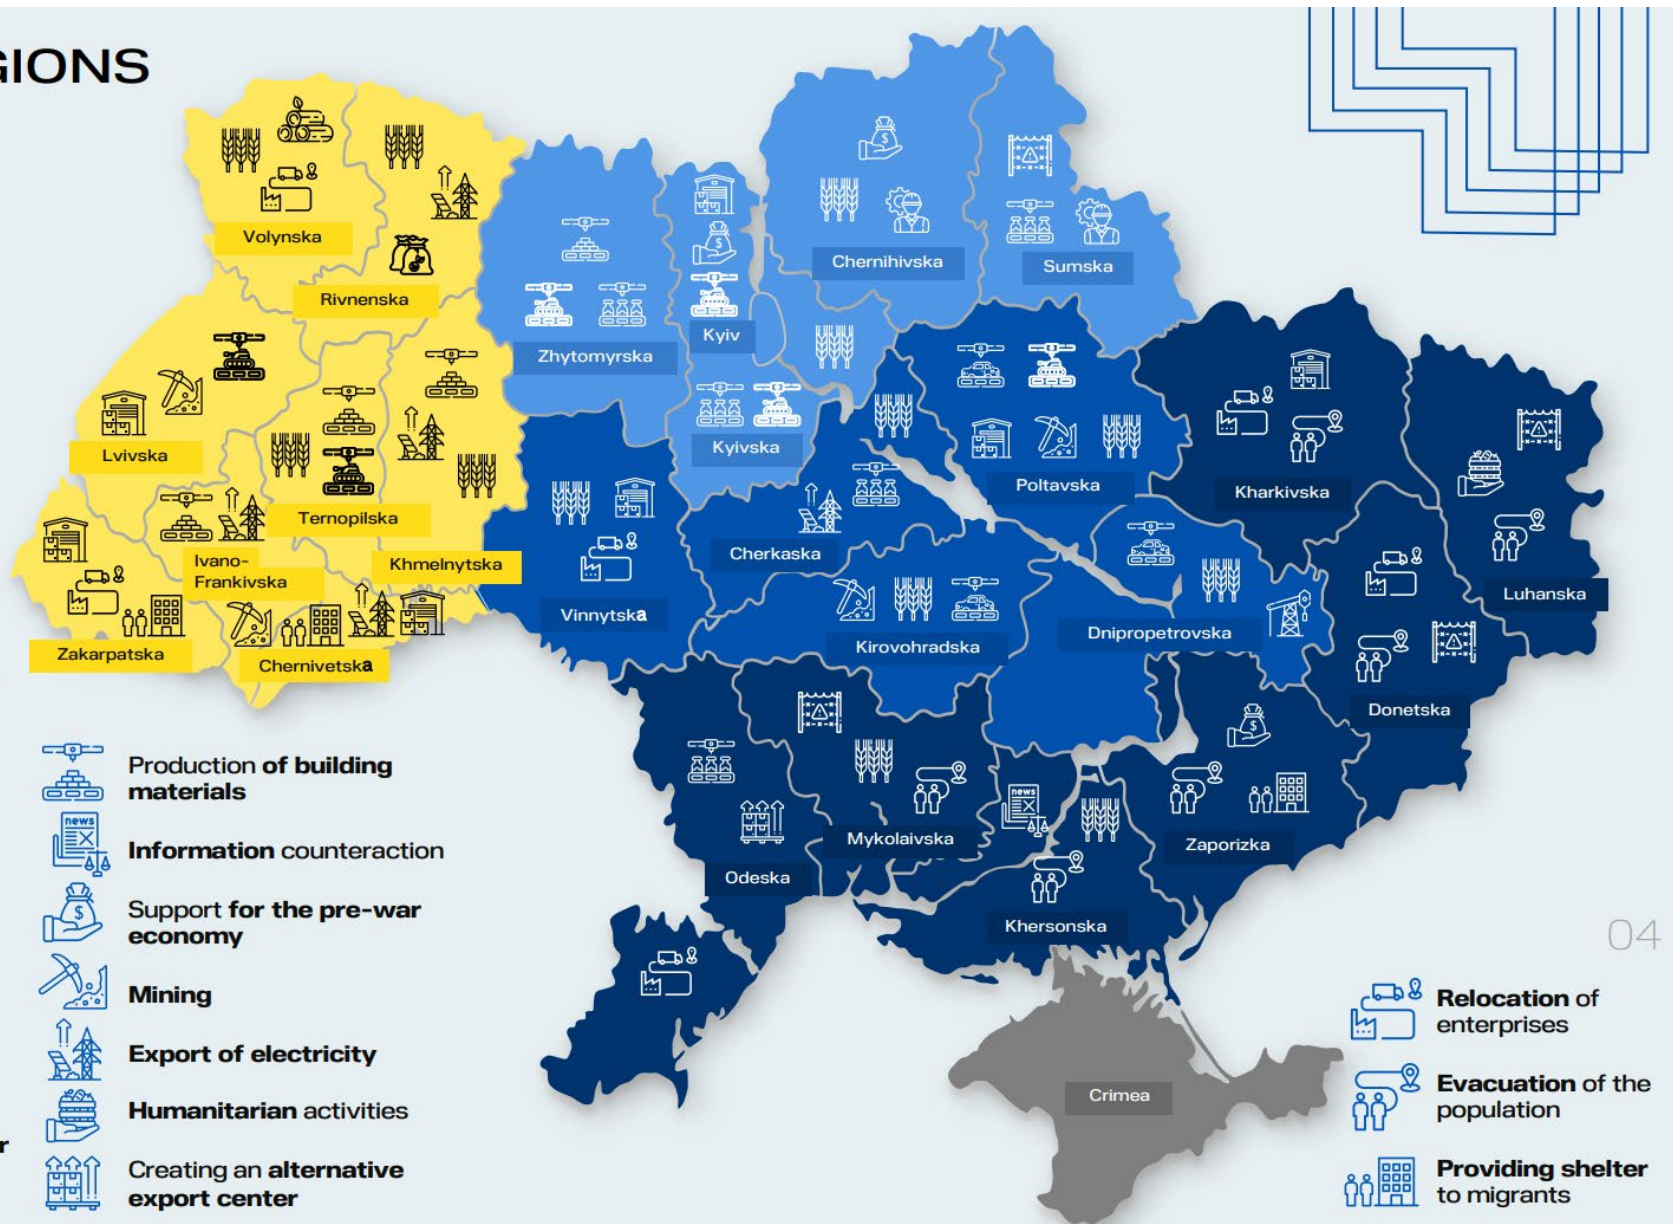 GIONS
Volynska
Rivnenska
Lvivska
Ternopilska
Ivano-
Frankivska
Khmelnytska
Zakarpatska
Chernivetska
Zhytomyrska
Kyiv
Kyivska
Chernihivska
Sumska
Vinnytska
Cherkaska
Poltavska
Kirovohradska
Dnipropetrovska
Kharkivska
Luhanska
Donetska
Odeska
Mykolaivska
news
Khersonska
Zaporizka
Crimea
Production of building
materials
news
Information counteraction
Support for the pre-war
economy
Mining
Export of electricity
Humanitarian activities
r
Creating an alternative
export center
04
Relocation of
enterprises
Evacuation of the
population
Providing shelter
to migrants